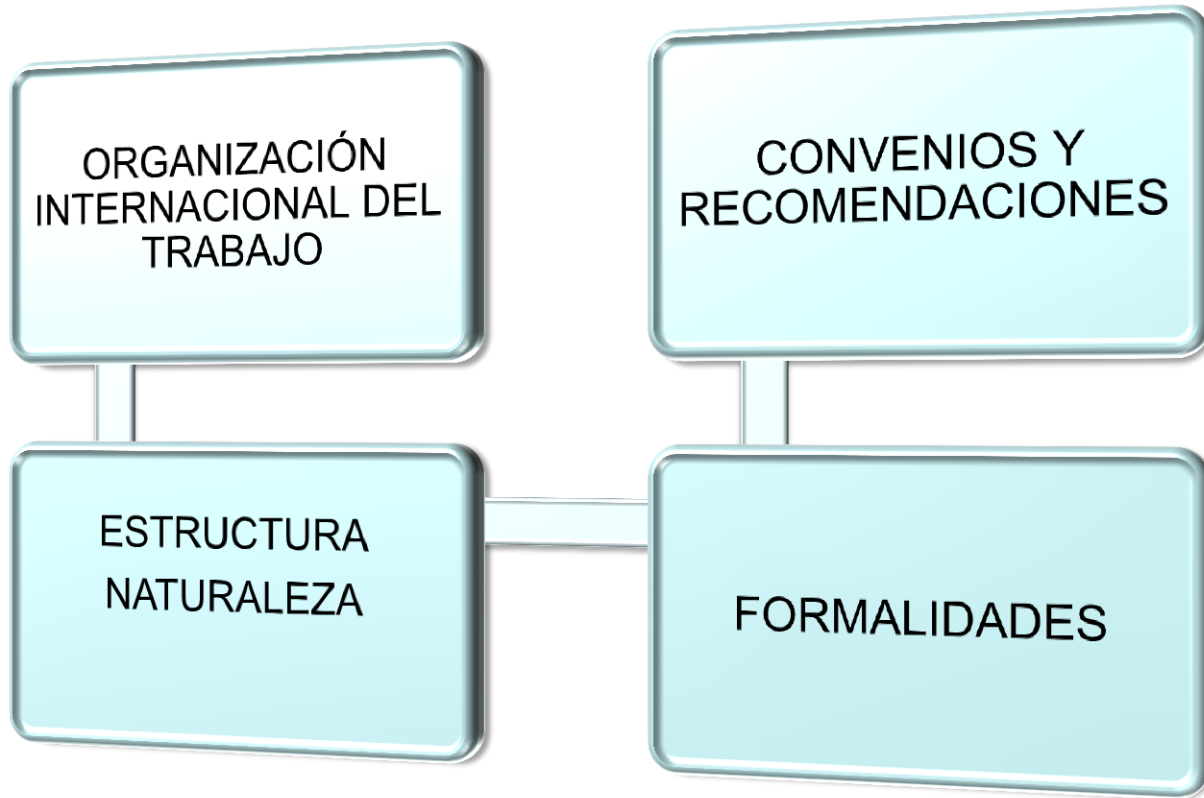 ORGANIZACIÓN
INTERNACIONAL DEL
TRABAJO
ESTRUCTURA
NATURALEZA
FORMALIDADES
CONVENIOS Y
RECOMENDACIONES